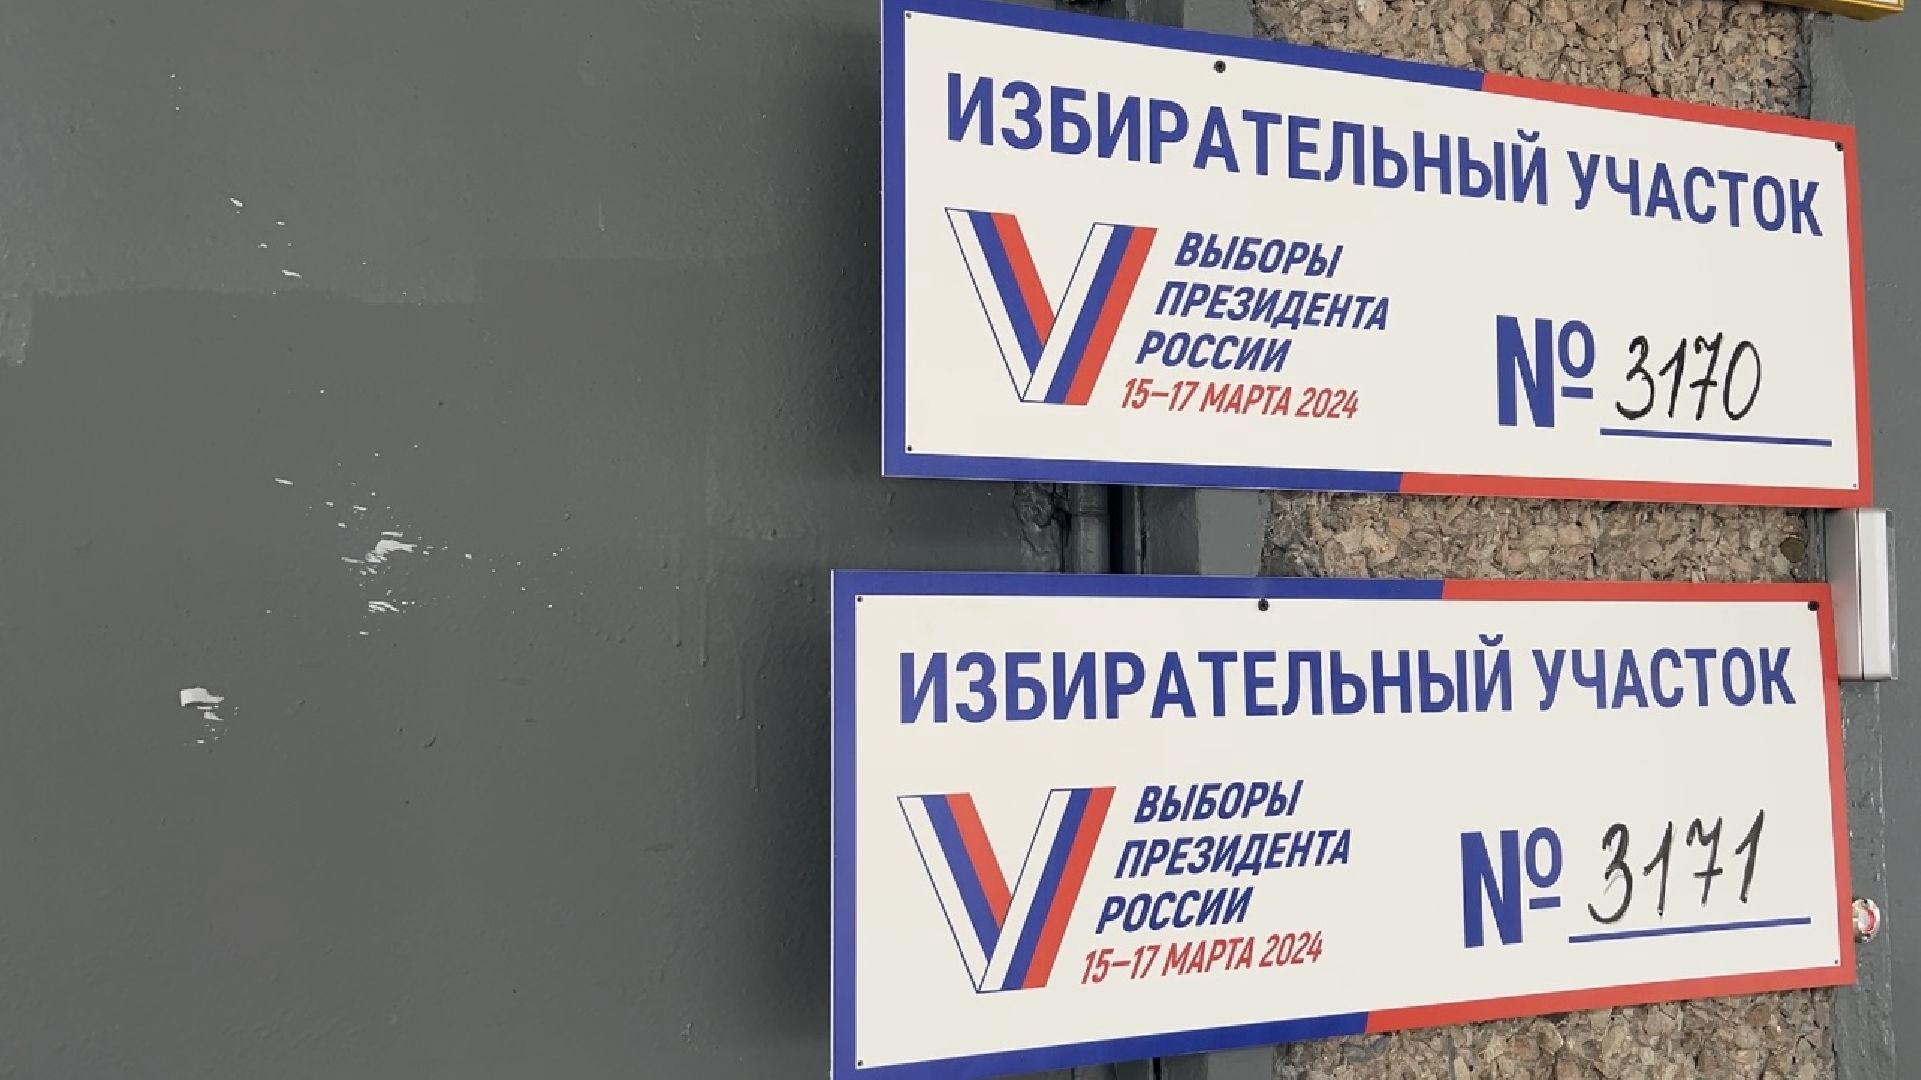 ИЗБИРАТЕЛЬНЫЙ УЧАСТОК
ВЫБОРЫ
ПРЕЗИДЕНТА
РОССИИ
15–17 МАРТА 2024
№ 3170
ИЗБИРАТЕЛЬНЫЙ УЧАСТОК
ВЫБОРЫ
ПРЕЗИДЕНТА
РОССИИ
15–17 МАРТА 2024
№ 3171